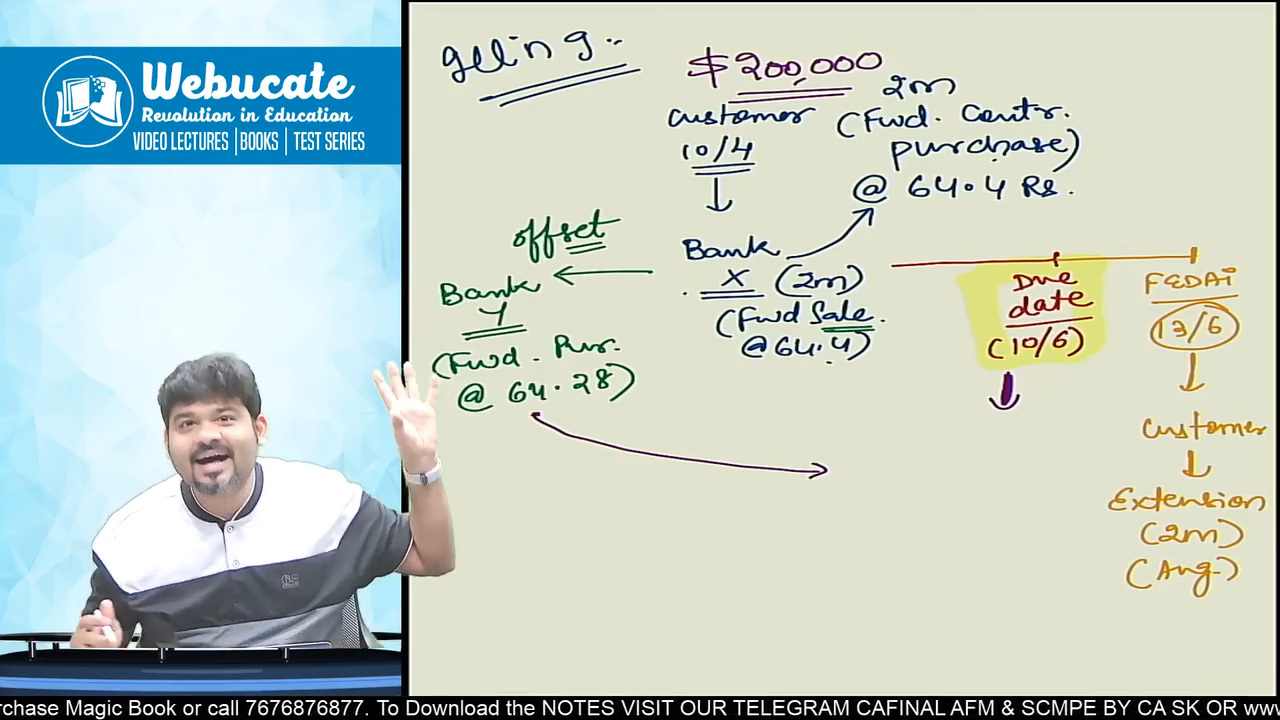 Webucate
Revolution in Education
VIDEO LECTURES | BOOKS | TEST SERIES
$ 200,000
customer
10/4
2m
(Fwd. Contr.
purchase)
@ 64.4 Rs.
offset
Bank
Y
(Fwd. Pur.
@ 64.28)
Bank
X (2m)
(Fwd Sale.
@ 64.4)
Due
date
(10/6)
FEDAi
13/6
Customer
Extension
(2m)
(Aug.)
rchase Magic Book or call 7676876877. To Download the NOTES VISIT OUR TELEGRAM CAFINAL AFM & SCMPE BY CA SK OR www